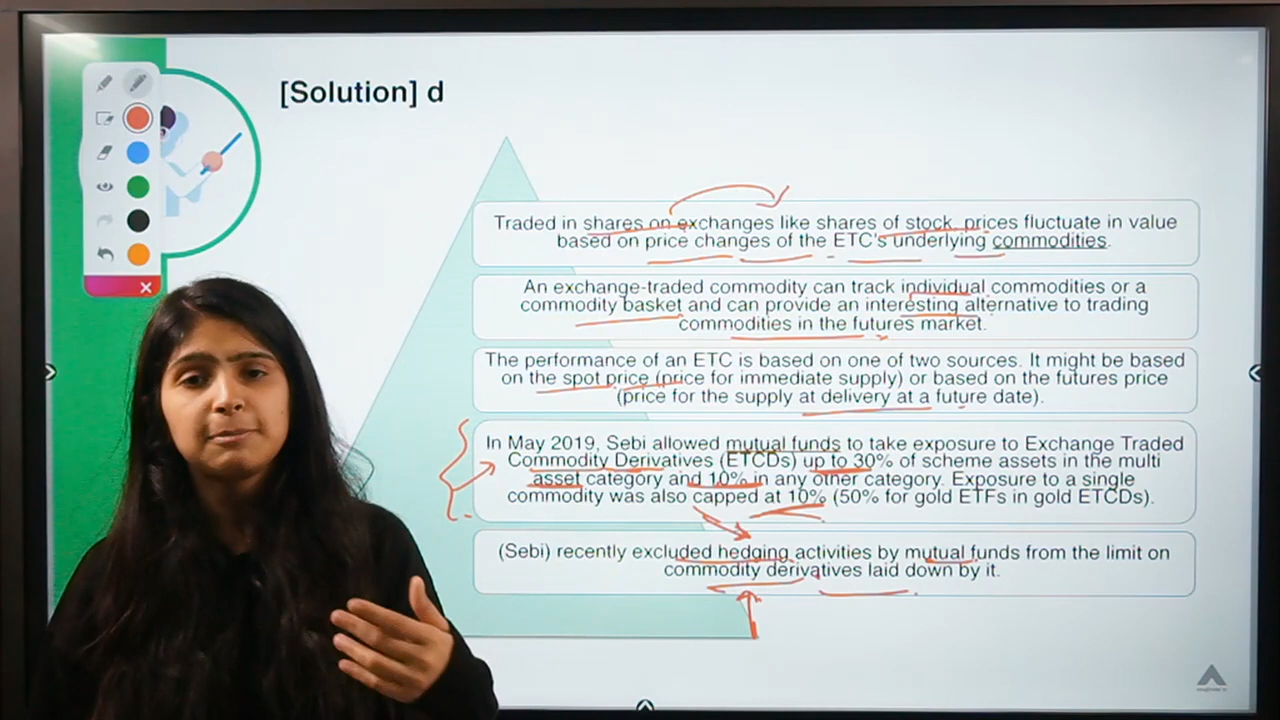 [Solution] d
Traded in shares on exchanges like shares of stock, prices fluctuate in value
based on price changes of the ETC's underlying commodities.
An exchange-traded commodity can track individual commodities or a
commodity basket and can provide an interesting alternative to trading
commodities in the futures market.
The performance of an ETC is based on one of two sources. It might be based
on the spot price (price for immediate supply) or based on the futures price
(price for the supply at delivery at a future date).
In May 2019, Sebi allowed mutual funds to take exposure to Exchange Traded
Commodity Derivatives (ETCDs) up to 30% of scheme assets in the multi
asset category and 10% in any other category. Exposure to a single
commodity was also capped at 10% (50% for gold ETFs in gold ETCDs).
(Sebi) recently excluded hedging activities by mutual funds from the limit on
commodity derivatives laid down by it.